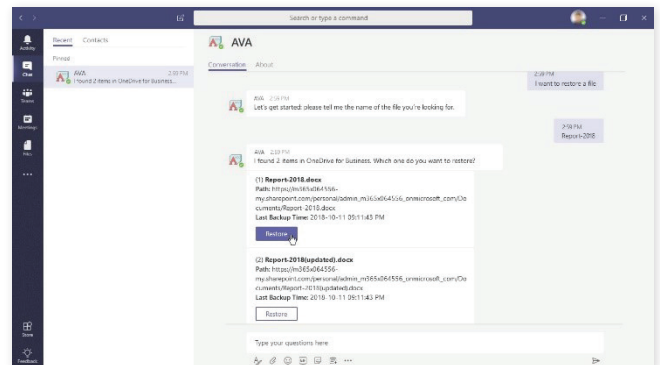 Search or type a command
Activity
Chat
Teams
Meetings
Files
Store
Feedback
Recent Contacts
Pinned
AVA 2:59 PM
I found 2 items in OneDrive for Business...
AVA
Conversation About
2:59 PM
I want to restore a file
AVA 2:59 PM
Let's get started: please tell me the name of the file you're looking for.
2:59 PM
Report-2018
AVA 2:59 PM
I found 2 items in OneDrive for Business. Which one do you want to restore?
(1) Report-2018.docx
Path: https://m365x064556-
my.sharepoint.com/personal/admin_m365x064556_onmicrosoft_com/Do
cuments/Report-2018.docx
Last Backup Time: 2018-10-11 09:11:43 PM
Restore
(2) Report-2018(updated).docx
Path: https://m365x064556-
my.sharepoint.com/personal/admin_m365x064556_onmicrosoft_com/Do
cuments/Report-2018(updated).docx
Last Backup Time: 2018-10-11 09:11:43 PM
Restore
Type your questions here